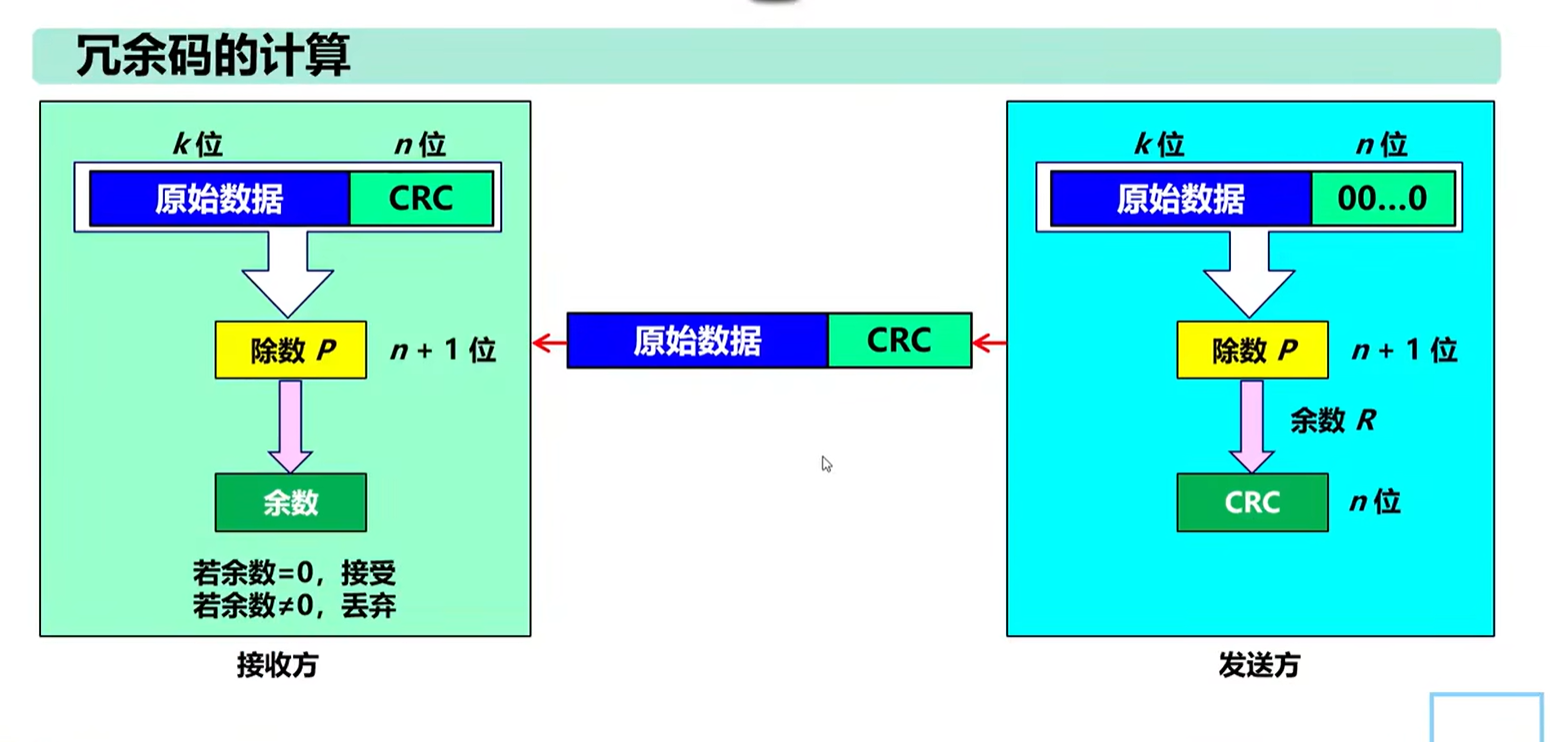 冗余码的计算
k 位 n 位
原始数据 CRC
除数 P n + 1 位
余数
若余数=0，接受
若余数≠0，丢弃
接收方
原始数据 CRC
k 位 n 位
原始数据 00…0
除数 P n + 1 位
余数 R
CRC n 位
发送方